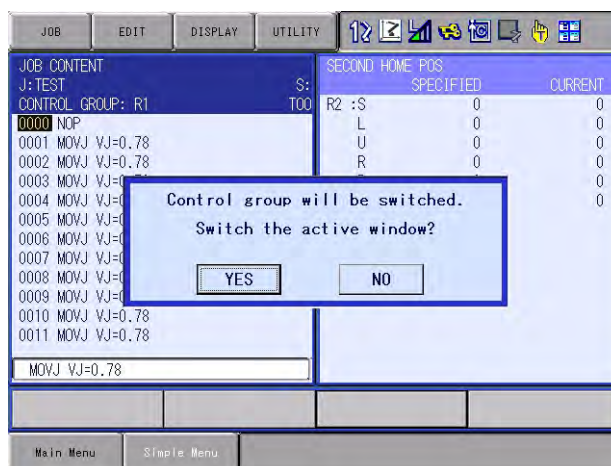 JOB EDIT DISPLAY UTILITY
JOB CONTENT
J:TEST S:
CONTROL GROUP: R1 TOO
0000 NOP
0001 MOVJ VJ=0.78
0002 MOVJ VJ=0.78
0003 MOVJ
0004 MOVJ VJ=0
0005 MOVJ VJ=0
0006 MOVJ VJ=0
0007 MOVJ VJ=0
0008 MOVJ VJ=0
0009 MOVJ VJ=0
0010 MOVJ VJ=0.78
0011 MOVJ VJ=0.78
MOVJ VJ=0.78
SECOND HOME POS
SPECIFIED CURRENT
R2 :S 0 0
L 0 0
U 0 0
R 0 0
0
0
Control group will be switched.
Switch the active window?
YES NO
Main Menu Simple Menu